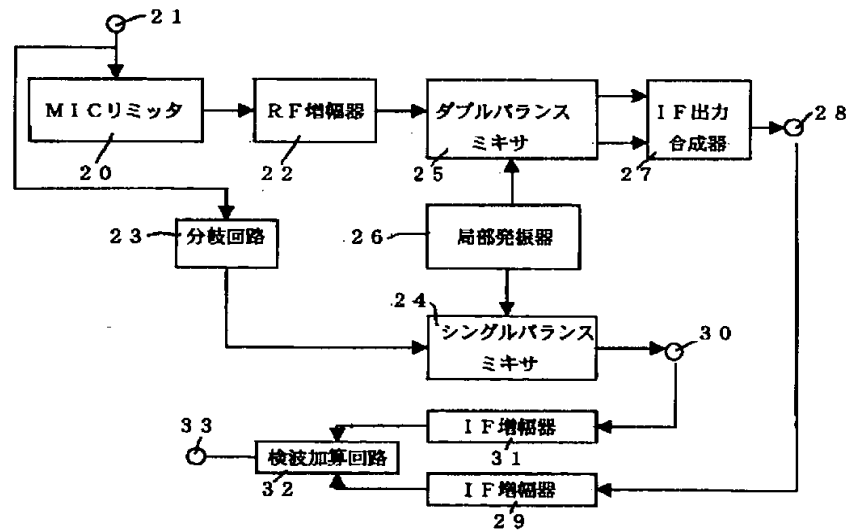 21
MICリミッタ
20
RF増幅器
22
ダブルバランス
ミキサ
25
IF出力
合成器
27
28
23
分岐回路
26
局部発振器
24
シングルバランス
ミキサ
30
33
検波加算回路
32
IF増幅器
31
IF増幅器
29